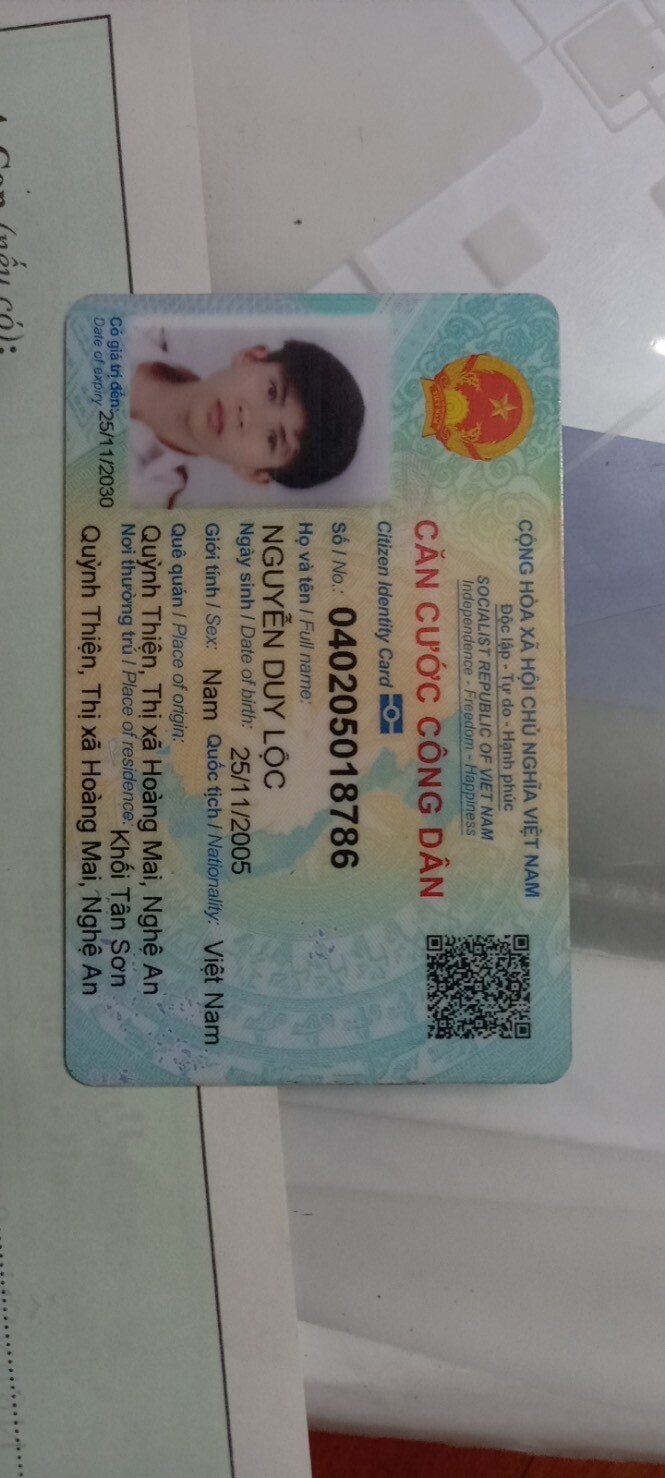 CỘNG HÒA XÃ HỘI CHỦ NGHĨA VIỆT NAM
Độc lập - Tự do - Hạnh phúc
SOCIALIST REPUBLIC OF VIET NAM
Independence - Freedom - Happiness
CĂN CƯỚC CÔNG DÂN
Citizen Identity Card
Số / No.: 040205018786
Họ và tên / Full name:
NGUYỄN DUY LỘC
Ngày sinh / Date of birth: 25/11/2005
Giới tính / Sex: Nam Quốc tịch / Nationality: Việt Nam
Quê quán / Place of origin:
Quỳnh Thiện, Thị xã Hoàng Mai, Nghệ An
Nơi thường trú / Place of residence: Khối Tân Sơn
Quỳnh Thiện, Thị xã Hoàng Mai, Nghệ An
Có giá trị đến: 25/11/2030
Date of expiry
(nếu có):